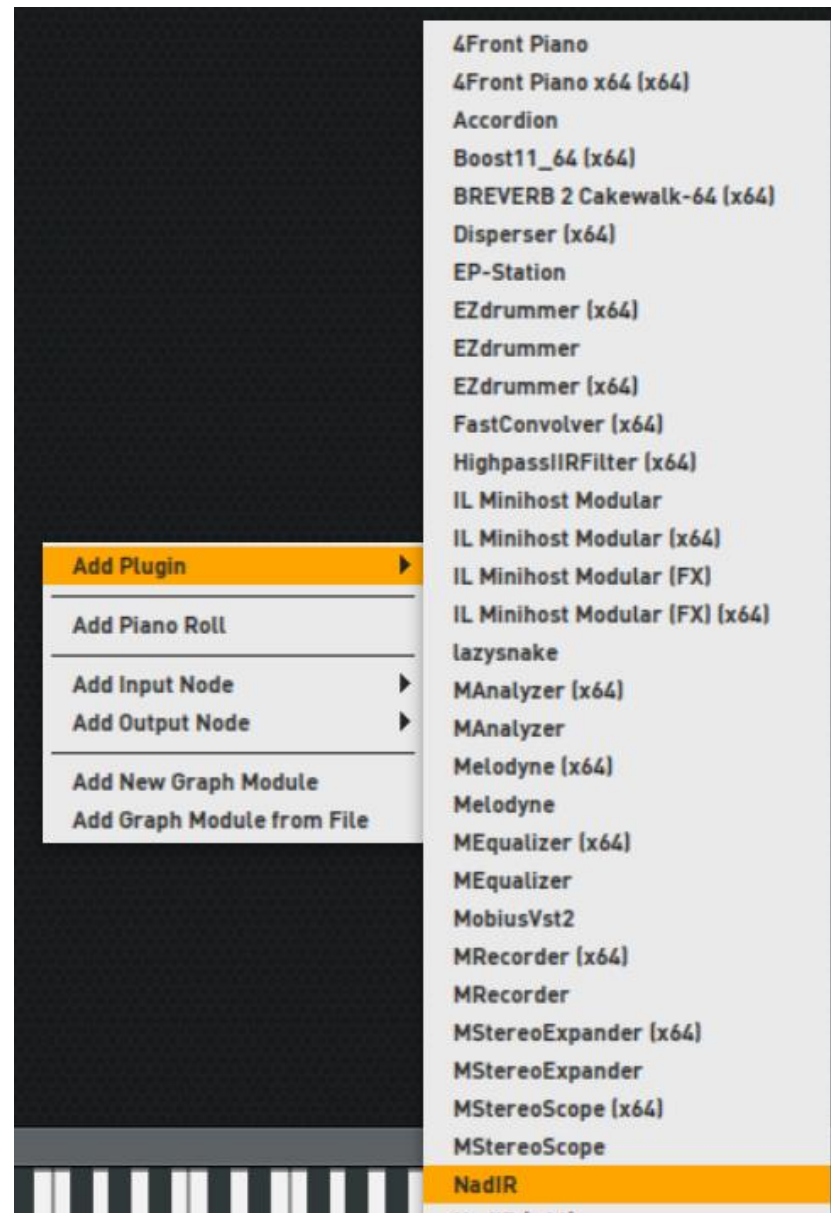 Add Plugin
Add Piano Roll
Add Input Node
Add Output Node
Add New Graph Module
Add Graph Module from File
4Front Piano
4Front Piano x64 (x64)
Accordion
Boost11_64 (x64)
BREVERB 2 Cakewalk-64 (x64)
Disperser (x64)
EP-Station
EZdrummer (x64)
EZdrummer
EZdrummer (x64)
FastConvolver (x64)
HighpassIIRFilter (x64)
IL Minihost Modular
IL Minihost Modular (x64)
IL Minihost Modular (FX)
IL Minihost Modular (FX) (x64)
lazysnake
MAnalyzer (x64)
MAnalyzer
Melodyne (x64)
Melodyne
MEqualizer (x64)
MEqualizer
MobiusVst2
MRecorder (x64)
MRecorder
MStereoExpander (x64)
MStereoExpander
MStereoScope (x64)
MStereoScope
NadIR